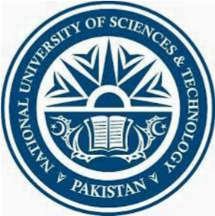 NATIONAL UNIVERSITY OF SCIENCES & TECHNOLOGY
PAKISTAN